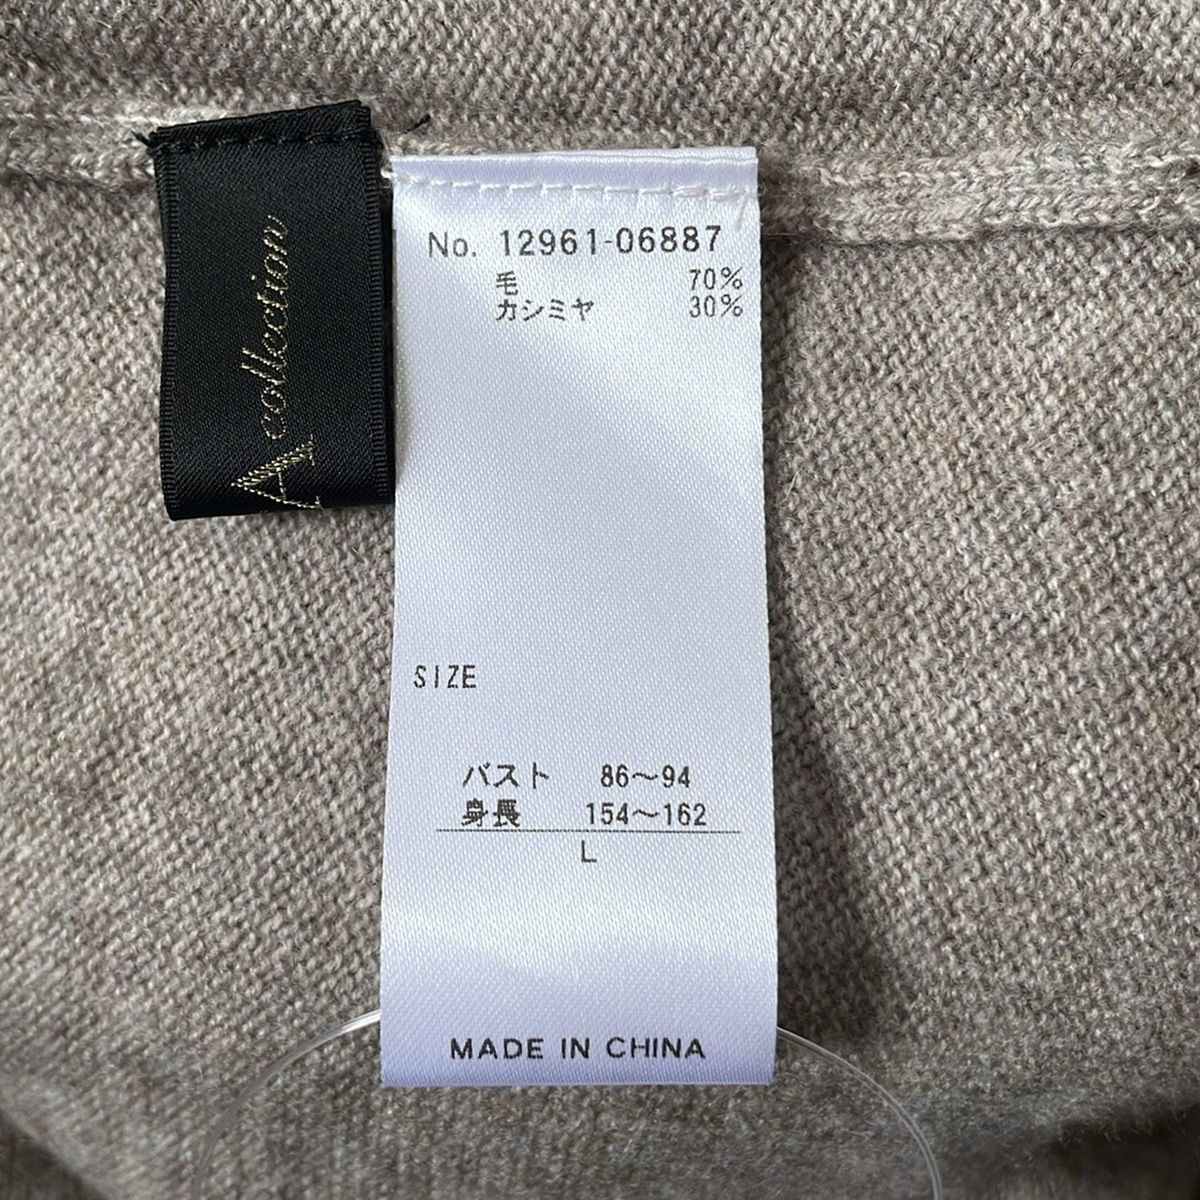 A collection
No. 12961-06887
毛 70%
カシミヤ 30%
SIZE
バスト 86〜94
身長 154〜162
L
MADE IN CHINA